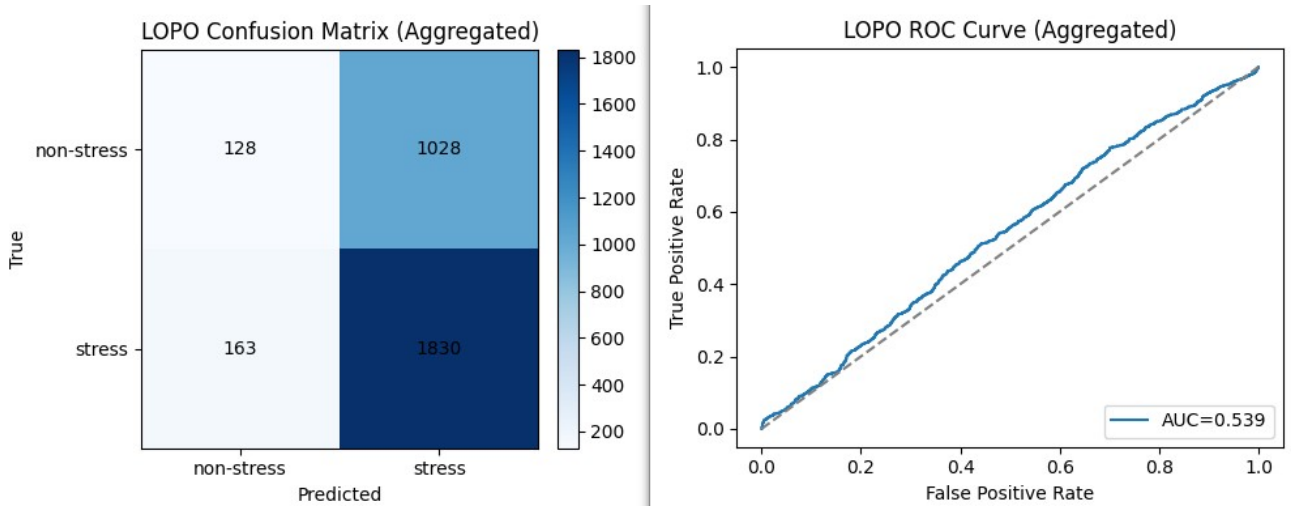 LOPO Confusion Matrix (Aggregated)
True
non-stress
stress
128
1028
163
1830
non-stress
stress
Predicted
1800
1600
1400
1200
1000
800
600
400
200
LOPO ROC Curve (Aggregated)
True Positive Rate
1.0
0.8
0.6
0.4
0.2
0.0
0.0
0.2
0.4
0.6
0.8
1.0
False Positive Rate
AUC=0.539